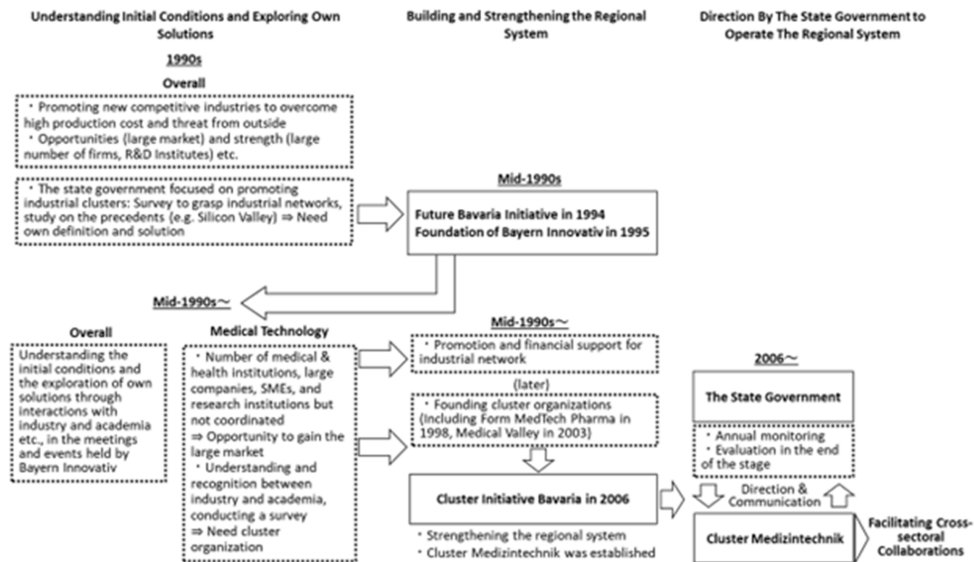 Understanding Initial Conditions and Exploring Own
Solutions
Building and Strengthening the Regional
System
Direction By The State Government to
Operate The Regional System
1990s
Overall
・Promoting new competitive industries to overcome
high production cost and threat from outside
・Opportunities (large market) and strength (large
number of firms, R&D Institutes) etc.
・The state government focused on promoting
industrial clusters: Survey to grasp industrial networks,
study on the precedents (e.g. Silicon Valley) ⇒ Need
own definition and solution
Mid-1990s
Future Bavaria Initiative in 1994
Foundation of Bayern Innovativ in 1995
Mid-1990s～
Overall
Understanding the
initial conditions and
the exploration of own
solutions through
interactions with
industry and academia
etc., in the meetings
and events held by
Bayern Innovativ
Medical Technology
・Number of medical &
health institutions, large
companies, SMEs, and
research institutions but
not coordinated
⇒ Opportunity to gain the
large market
・Understanding and
recognition between
industry and academia,
conducting a survey
⇒ Need cluster
organization
Mid-1990s～
・Promotion and financial support for
industrial network
(later)
・Founding cluster organizations
(Including Form MedTech Pharma in
1998, Medical Valley in 2003)
Cluster Initiative Bavaria in 2006
・Strengthening the regional system
・Cluster Medizintechnik was established
2006～
The State Government
・Annual monitoring
・Evaluation in the end
of the stage
Direction &
Communication
Cluster Medizintechnik
Facilitating Cross-
sectoral
Collaborations